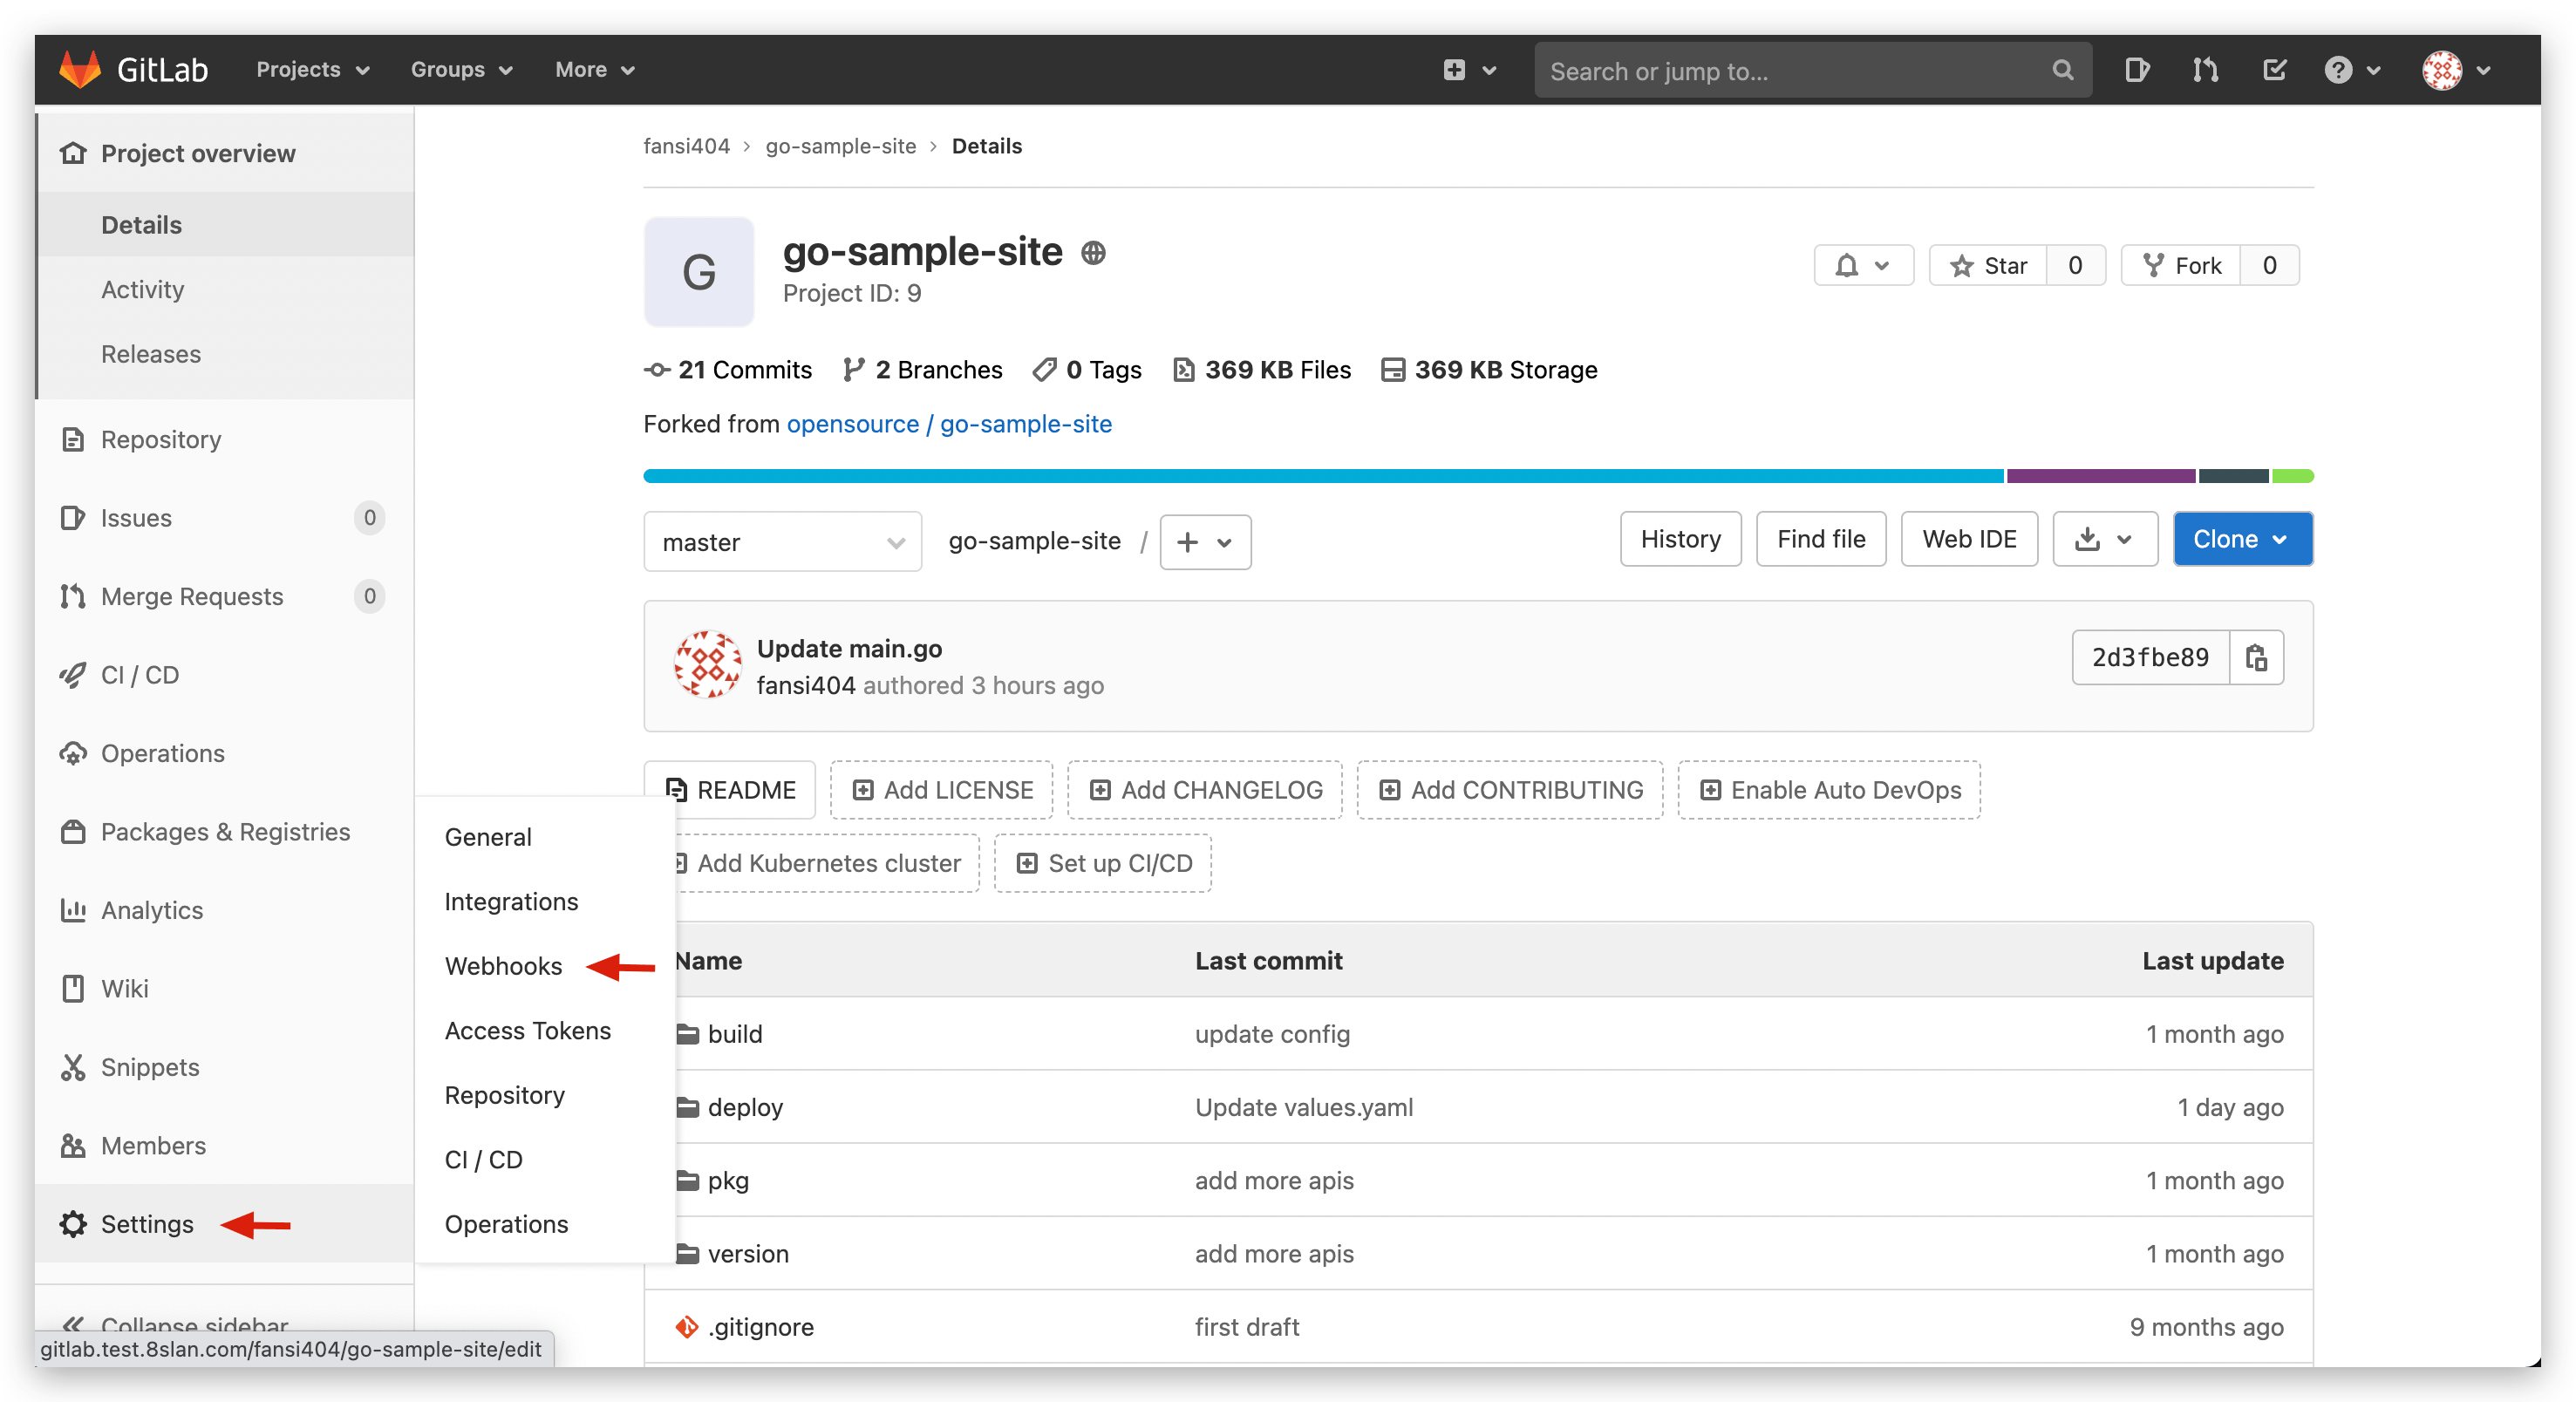 GitLab Projects Groups More Search or jump to...
Project overview
Details
Activity
Releases
Repository
Issues 0
Merge Requests 0
CI / CD
Operations
Packages & Registries
Analytics
Wiki
Snippets
Members
Settings
Collapse sidebar
gitlab.test.8slan.com/fansi404/go-sample-site/edit
General
Integrations
Webhooks
Access Tokens
Repository
CI / CD
Operations
fansi404 › go-sample-site › Details
G
go-sample-site
Project ID: 9
Star 0 Fork 0
21 Commits 2 Branches 0 Tags 369 KB Files 369 KB Storage
Forked from opensource / go-sample-site
master go-sample-site / + History Find file Web IDE Clone
Update main.go
fansi404 authored 3 hours ago
2d3fbe89
README Add LICENSE Add CHANGELOG Add CONTRIBUTING Enable Auto DevOps
Add Kubernetes cluster Set up CI/CD
Name Last commit Last update
build update config 1 month ago
deploy Update values.yaml 1 day ago
pkg add more apis 1 month ago
version add more apis 1 month ago
.gitignore first draft 9 months ago